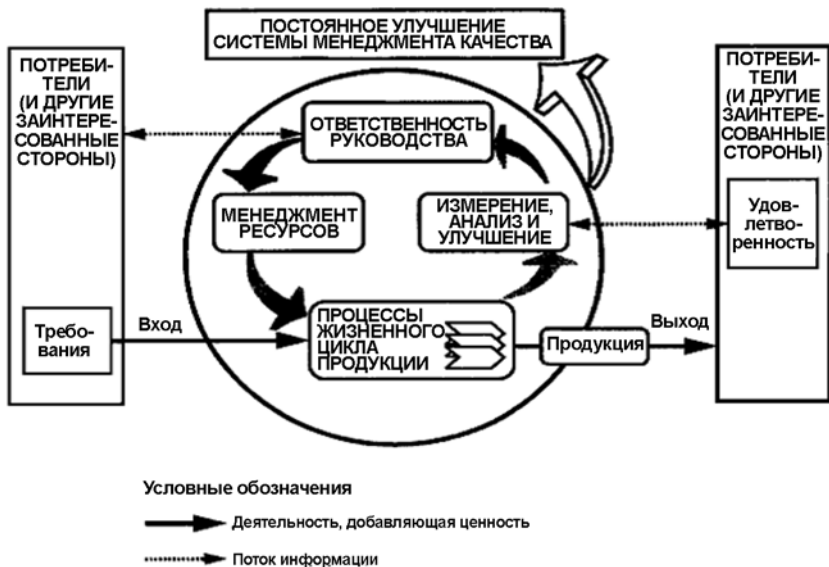 ПОСТОЯННОЕ УЛУЧШЕНИЕ
СИСТЕМЫ МЕНЕДЖМЕНТА КАЧЕСТВА
ПОТРЕБИ-
ТЕЛИ
(И ДРУГИЕ
ЗАИНТЕРЕ-
СОВАННЫЕ
СТОРОНЫ)
Требо-
вания
Вход
ОТВЕТСТВЕННОСТЬ
РУКОВОДСТВА
МЕНЕДЖМЕНТ
РЕСУРСОВ
ИЗМЕРЕНИЕ,
АНАЛИЗ И
УЛУЧШЕНИЕ
ПРОЦЕССЫ
ЖИЗНЕННОГО
ЦИКЛА
ПРОДУКЦИИ
Продукция
Выход
ПОТРЕБИ-
ТЕЛИ
(И ДРУГИЕ
ЗАИНТЕРЕ-
СОВАННЫЕ
СТОРОНЫ)
Удов-
летво-
ренность
Условные обозначения
Деятельность, добавляющая ценность
Поток информации